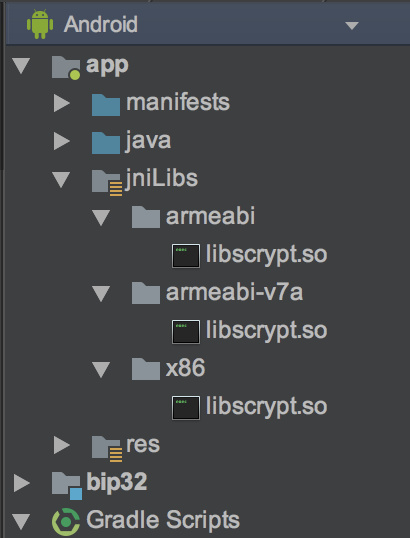 Android
app
manifests
java
jniLibs
armeabi
libscrypt.so
armeabi-v7a
libscrypt.so
x86
libscrypt.so
res
bip32
Gradle Scripts